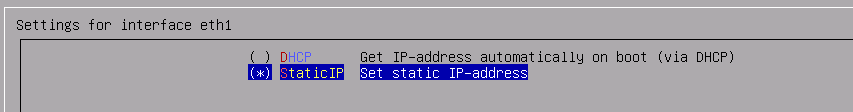 Settings for interface eth1
( ) DHCP Get IP-address automatically on boot (via DHCP)
(*) StaticIP Set static IP-address